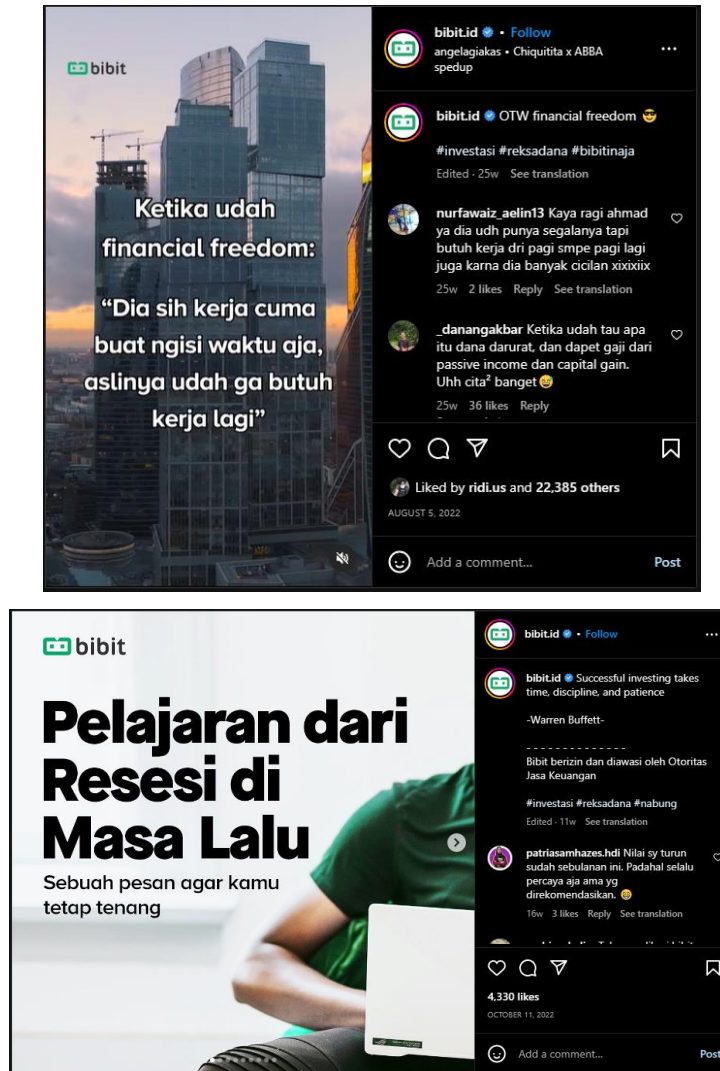 bibit
Ketika udah
financial freedom:
“Dia sih kerja cuma
buat ngisi waktu aja,
aslinya udah ga butuh
kerja lagi”
bibit.id • Follow
angelagiakas • Chiquitita x ABBA
spedup
bibit.id OTW financial freedom 😎
#investasi #reksadana #bibitinaja
Edited · 25w See translation
nurfawaiz_aelin13 Kaya ragi ahmad
ya dia udh punya segalanya tapi
butuh kerja dri pagi smpe pagi lagi
juga karna dia banyak cicilan xixixiix
25w 2 likes Reply See translation
_danangakbar Ketika udah tau apa
itu dana darurat, dan dapet gaji dari
passive income dan capital gain.
Uhh cita² banget😅
25w 36 likes Reply
Liked by ridi.us and 22,385 others
AUGUST 5, 2022
Add a comment... Post
bibit
Pelajaran dari
Resesi di
Masa Lalu
Sebuah pesan agar kamu
tetap tenang
bibit.id • Follow
bibit.id Successful investing takes
time, discipline, and patience
-Warren Buffett-
- - - - - - - - - - - - - -
Bibit berizin dan diawasi oleh Otoritas
Jasa Keuangan
#investasi #reksadana #nabung
Edited · 11w See translation
patriasamhazes.hdi Nilai sy turun
sudah sebulanan ini. Padahal selalu
percaya aja ama yg
direkomendasikan. 😄
16w 3 likes Reply See translation
4,330 likes
OCTOBER 11, 2022
Add a comment... Post